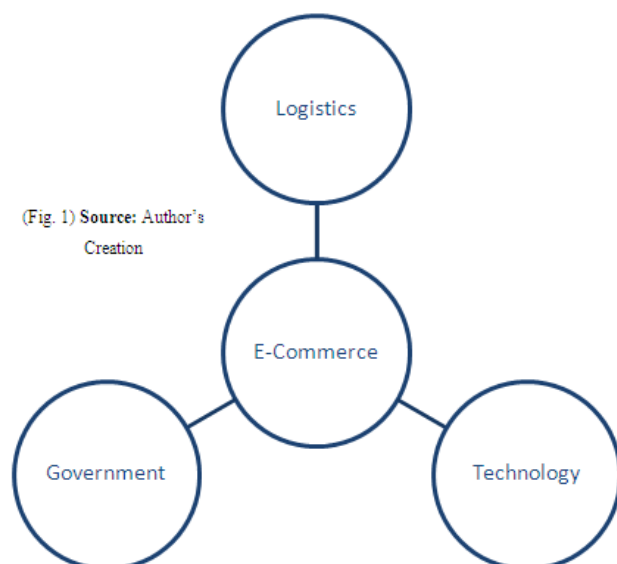 Logistics
(Fig. 1) Source: Author's
Creation
E-Commerce
Government
Technology